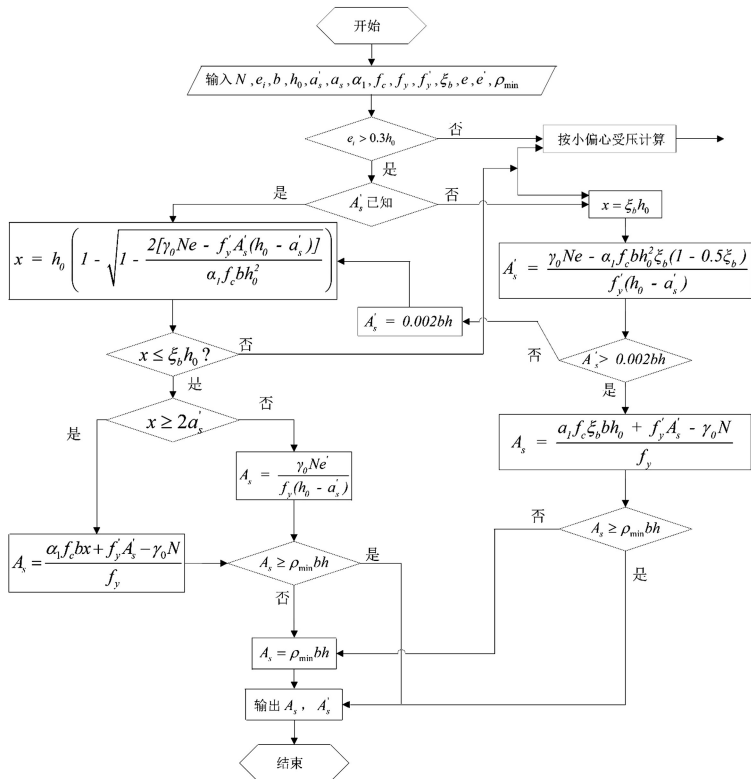 开始
输入 N , e_i , b , h_0 , a_s^' , a_s , α_1 , f_c , f_y , f_y^' , ξ_b , e , e^' , ρ_min
e_i > 0.3h_0
否
按小偏心受压计算
是
是
A_s^' 已知
否
x = ξ_b h_0
x = h_0 ( 1 - √(1 - 2[γ_0 Ne - f_y^' A_s^' (h_0 - a_s^')] / α_1 f_c bh_0^2) )
A_s^' = (γ_0 Ne - α_1 f_c bh_0^2 ξ_b (1 - 0.5ξ_b)) / f_y^' (h_0 - a_s^')
A_s^' = 0.002bh
否
x ≤ ξ_b h_0 ?
否
A_s^' > 0.002bh
是
是
x ≥ 2a_s^'
否
是
A_s = (a_1 f_c ξ_b bh_0 + f_y^' A_s^' - γ_0 N) / f_y
A_s = γ_0 Ne^' / f_y (h_0 - a_s^')
否
A_s ≥ ρ_min bh
A_s = (α_1 f_c bx + f_y^' A_s^' - γ_0 N) / f_y
A_s ≥ ρ_min bh
是
是
否
A_s = ρ_min bh
输出 A_s , A_s^'
结束